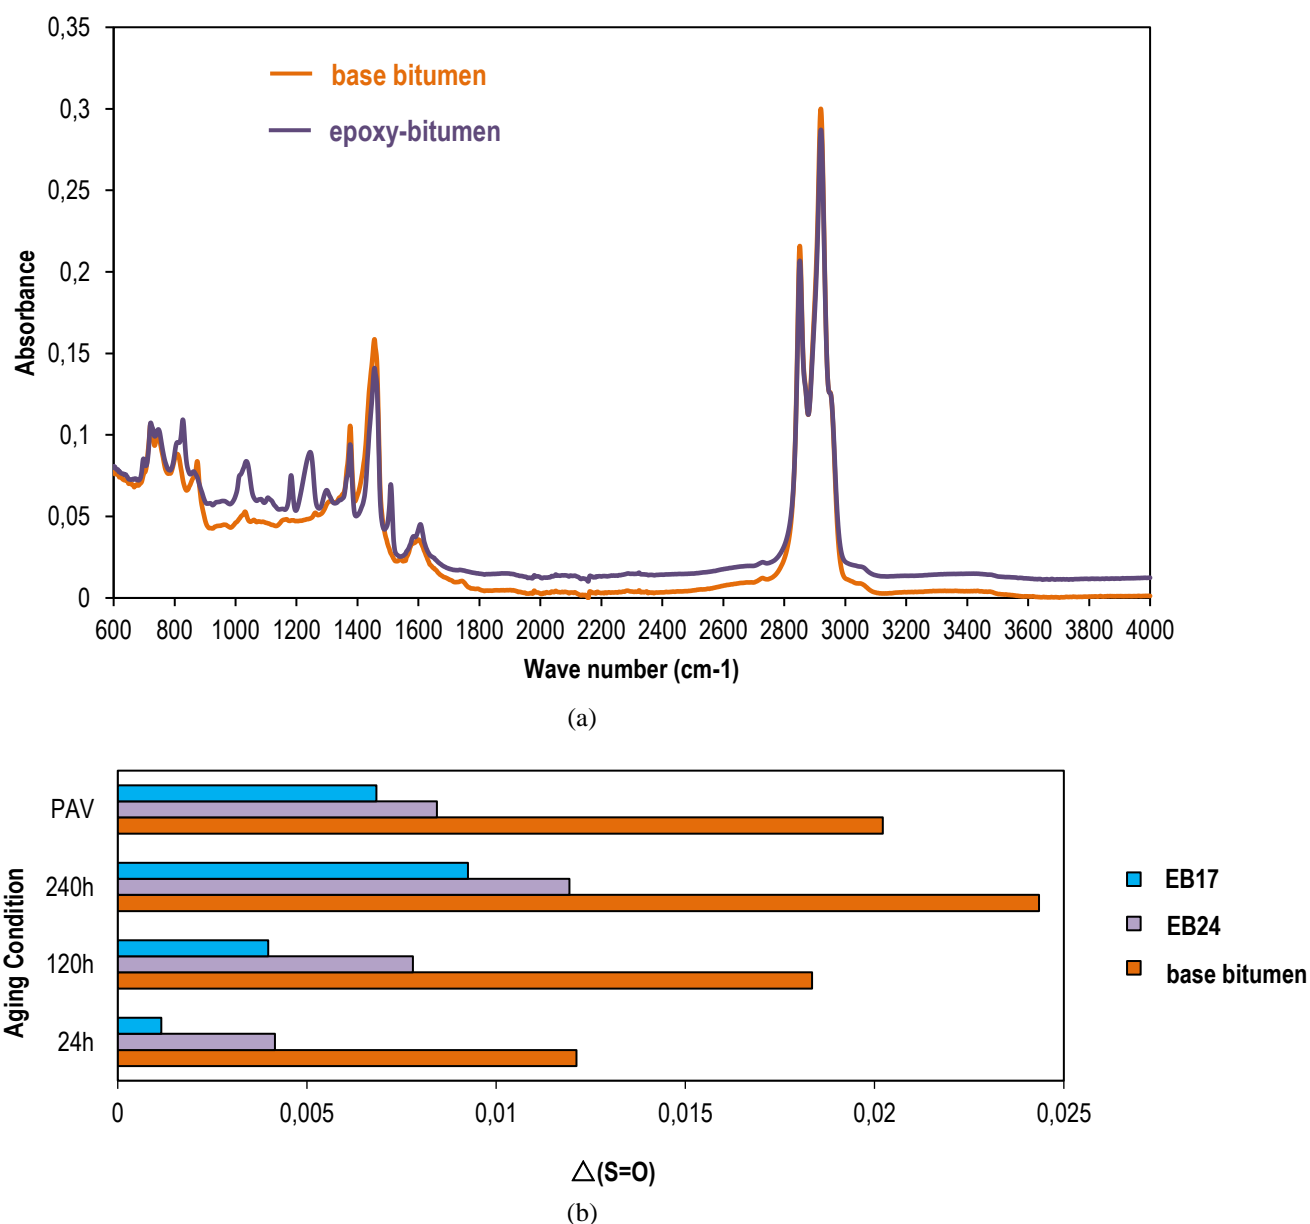 0,35
0,3
0,25
0,2
0,15
0,1
0,05
0
Absorbance
base bitumen
epoxy-bitumen
600 800 1000 1200 1400 1600 1800 2000 2200 2400 2600 2800 3000 3200 3400 3600 3800 4000
Wave number (cm-1)
(a)
Aging Condition
PAV
240h
120h
24h
0 0,005 0,01 0,015 0,02 0,025
△(S=O)
EB17
EB24
base bitumen
(b)